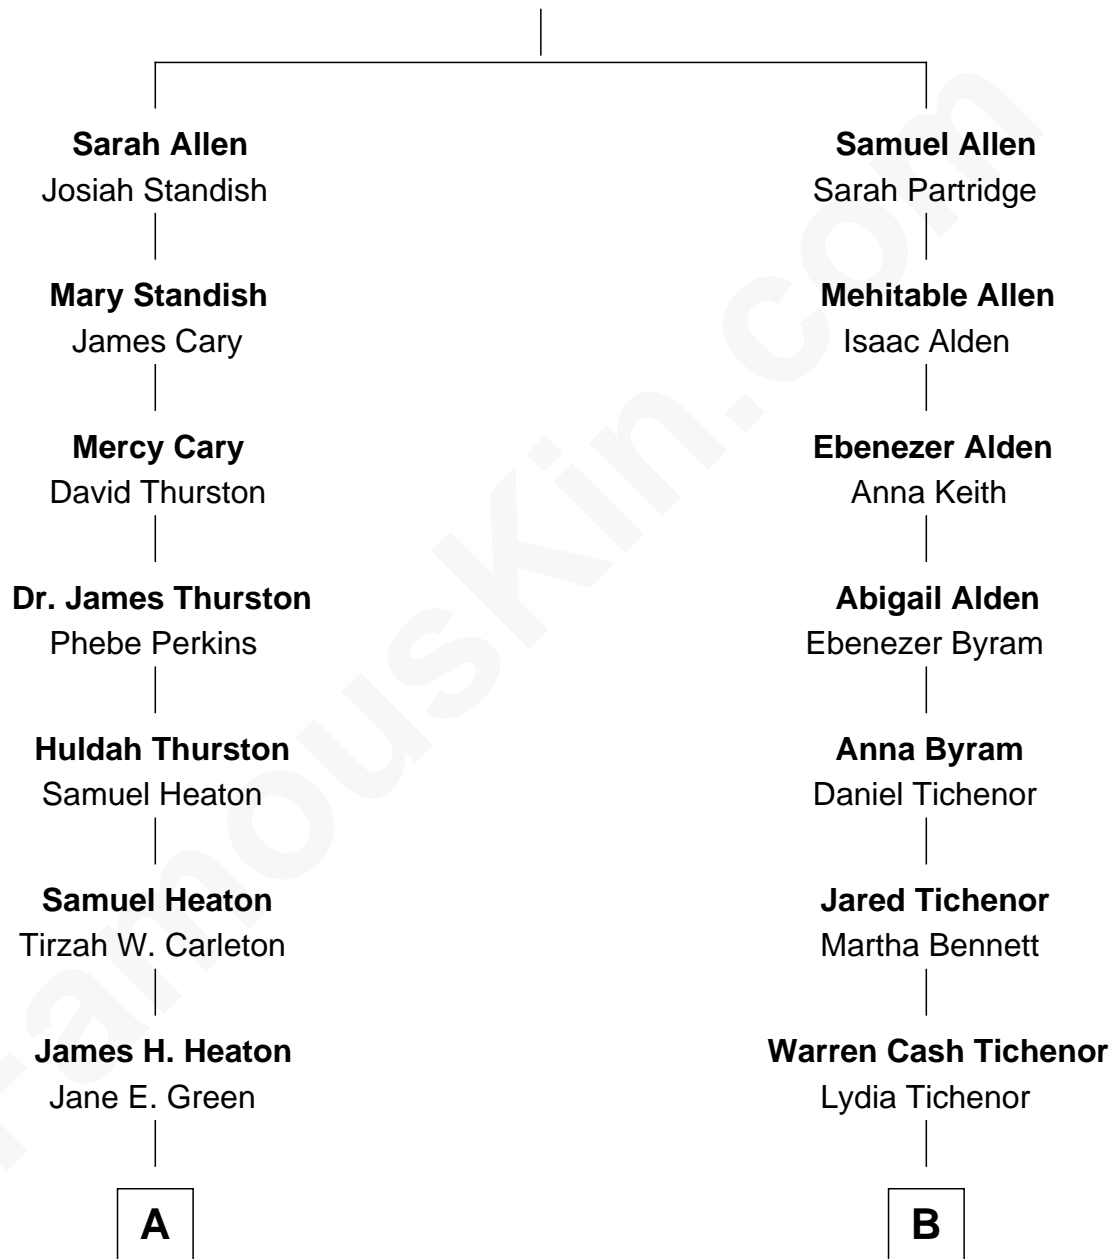 Sarah Allen
Josiah Standish
Mary Standish
James Cary
Mercy Cary
David Thurston
Dr. James Thurston
Phebe Perkins
Huldah Thurston
Samuel Heaton
Samuel Heaton
Tirzah W. Carleton
James H. Heaton
Jane E. Green
A
Samuel Allen
Sarah Partridge
Mehitable Allen
Isaac Alden
Ebenezer Alden
Anna Keith
Abigail Alden
Ebenezer Byram
Anna Byram
Daniel Tichenor
Jared Tichenor
Martha Bennett
Warren Cash Tichenor
Lydia Tichenor
B
FamousKin.com